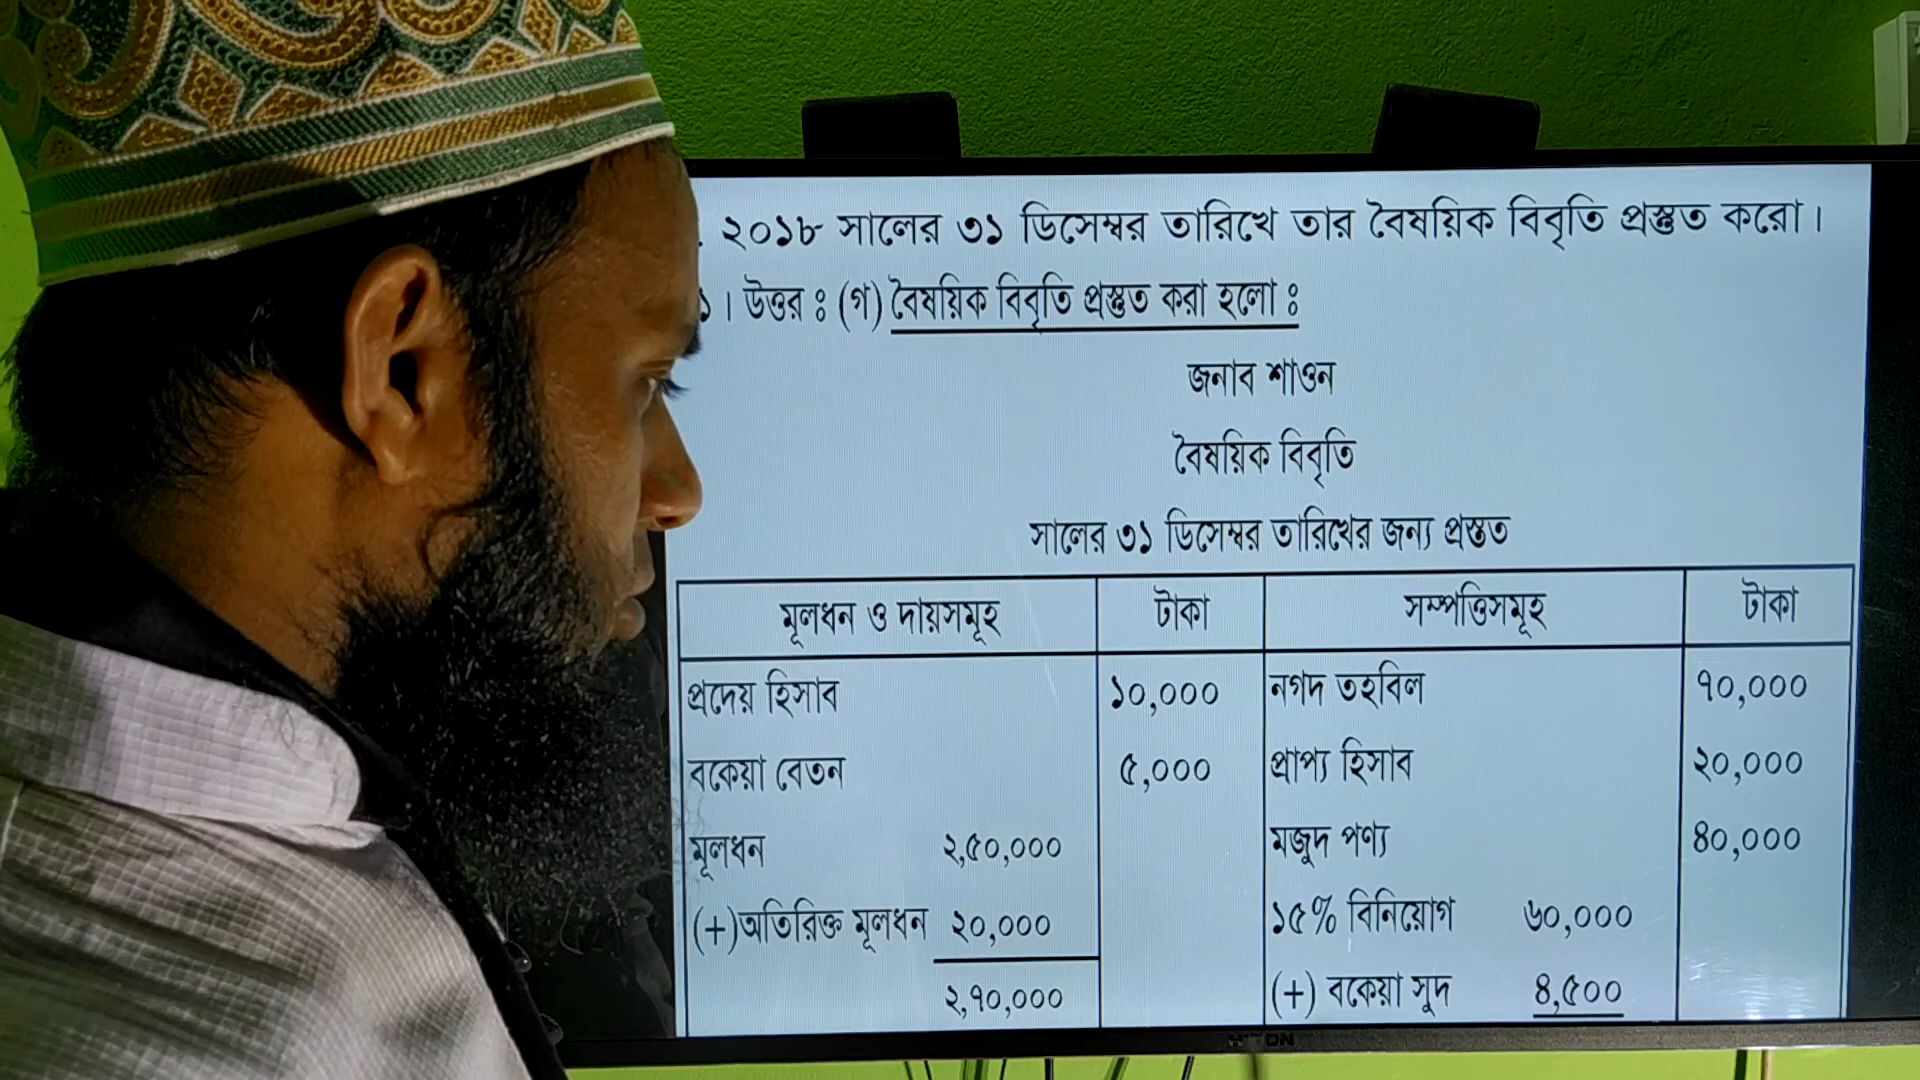 . ২০১৮ সালের ৩১ ডিসেম্বর তারিখে তার বৈষয়িক বিবৃতি প্রস্তুত করো।
১। উত্তর ঃ (গ) বৈষয়িক বিবৃতি প্রস্তুত করা হলো ঃ
জনাব শাওন
বৈষয়িক বিবৃতি
সালের ৩১ ডিসেম্বর তারিখের জন্য প্রস্তত
মূলধন ও দায়সমূহ টাকা সম্পত্তিসমূহ টাকা
প্রদেয় হিসাব ১০,০০০ নগদ তহবিল ৭০,০০০
বকেয়া বেতন ৫,০০০ প্রাপ্য হিসাব ২০,০০০
মূলধন ২,৫০,০০০ মজুদ পণ্য ৪০,০০০
(+)অতিরিক্ত মূলধন ২০,০০০ ১৫% বিনিয়োগ ৬০,০০০
২,৭০,০০০ (+) বকেয়া সুদ ৪,৫০০